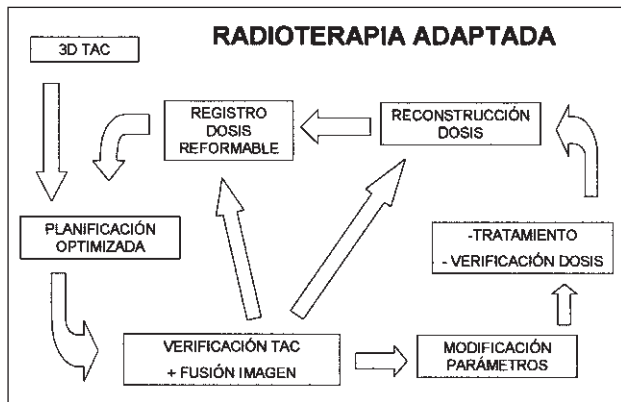 RADIOTERAPIA ADAPTADA
3D TAC
REGISTRO
DOSIS
REFORMABLE
RECONSTRUCCIÓN
DOSIS
PLANIFICACIÓN
OPTIMIZADA
-TRATAMIENTO
- VERIFICACIÓN DOSIS
VERIFICACIÓN TAC
+ FUSIÓN IMAGEN
MODIFICACIÓN
PARÁMETROS